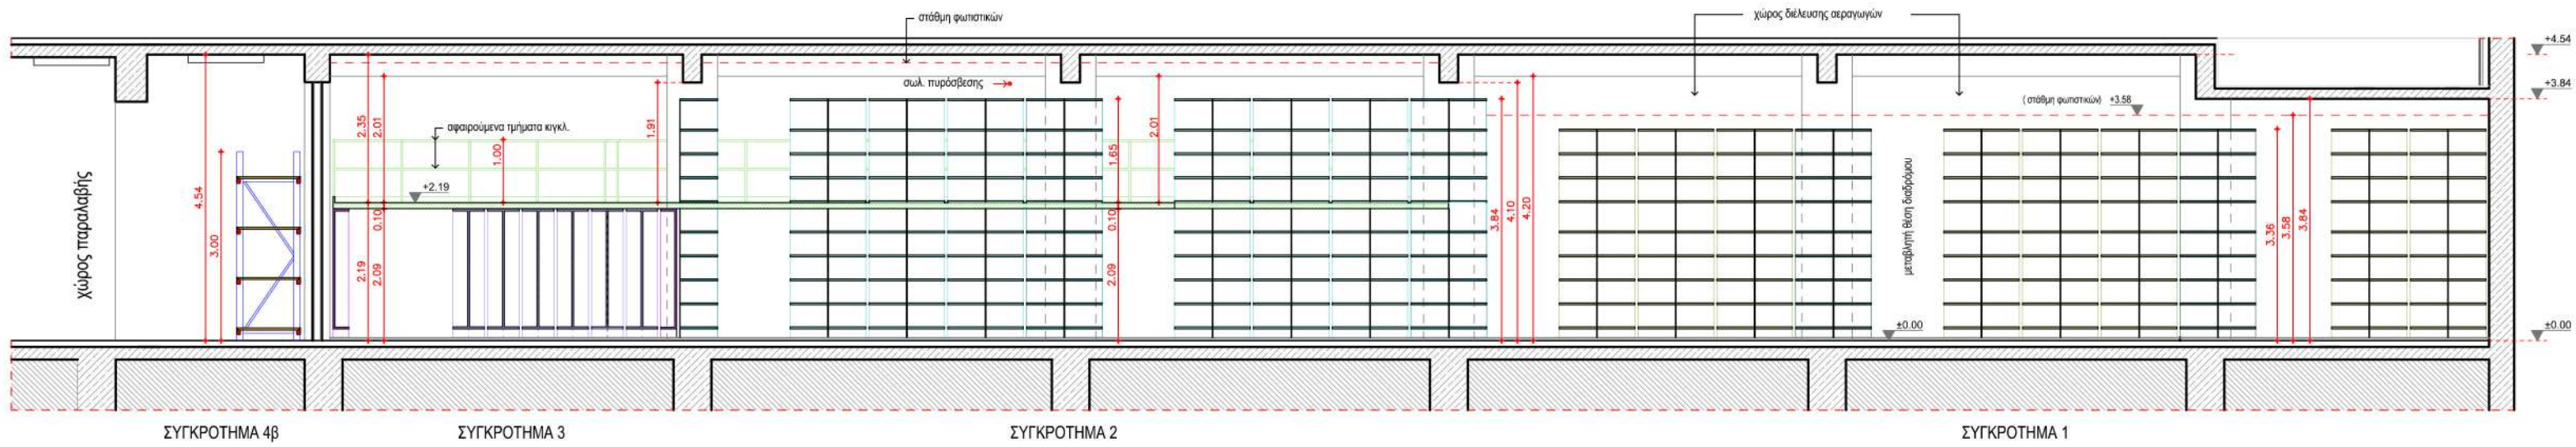 στάθμη φωτιστικών
χώρος διέλευσης αεραγωγών
+4.54
σωλ. πυρόσβεσης
+3.84
( στάθμη φωτιστικών) +3.58
αφαιρούμενα τμήματα κιγκλ.
2.35
2.01
1.91
1.00
1.65
2.01
+2.19
χώρος παραλαβής
4.54
3.00
0.10
2.19
2.09
0.10
2.09
3.84
4.10
4.20
μεταβλητή θέση διαδρόμου
3.36
3.58
3.84
±0.00
±0.00
ΣΥΓΚΡΟΤΗΜΑ 4β
ΣΥΓΚΡΟΤΗΜΑ 3
ΣΥΓΚΡΟΤΗΜΑ 2
ΣΥΓΚΡΟΤΗΜΑ 1